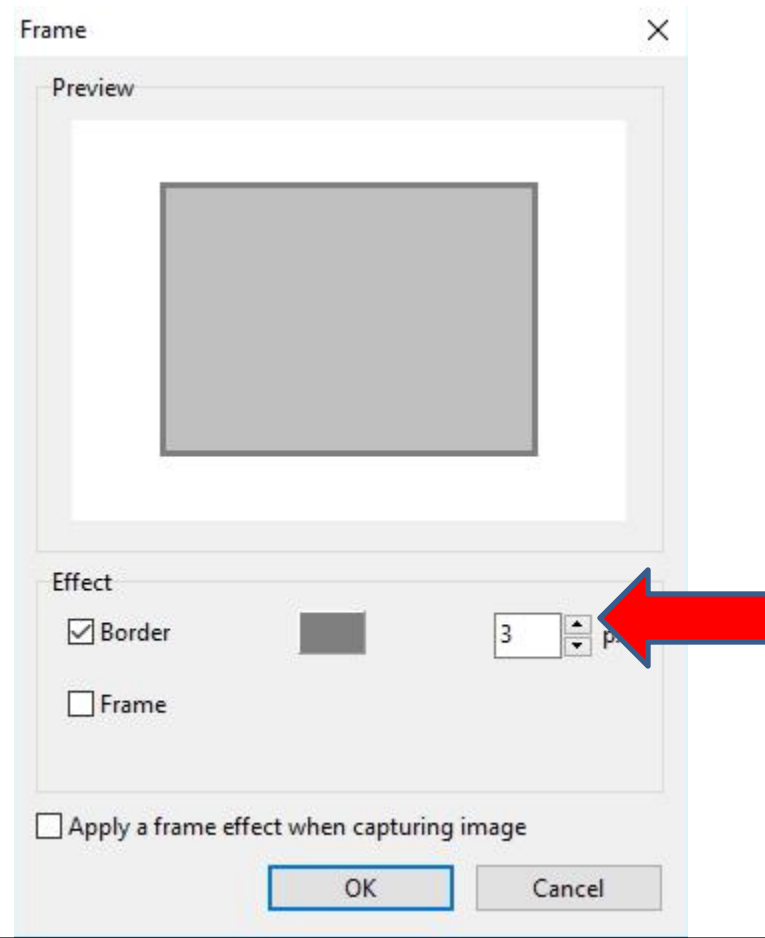 Frame
Preview
Effect
Border 3
Frame
Apply a frame effect when capturing image
OK Cancel